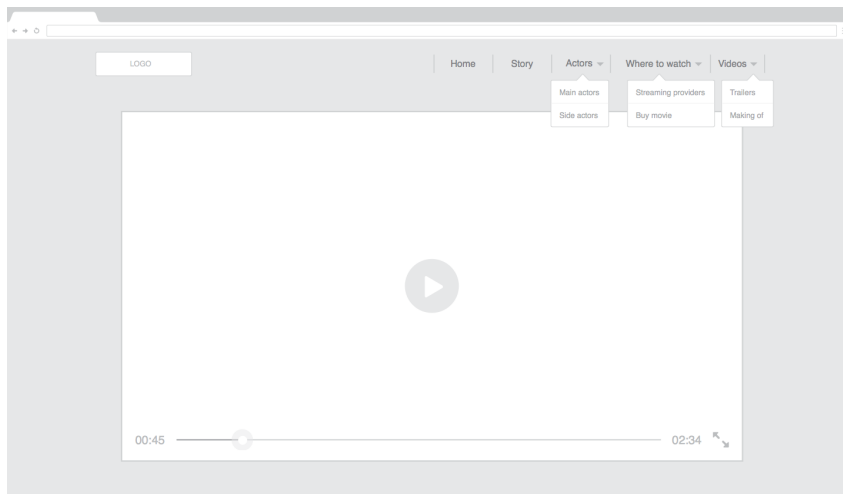 LOGO
Home
Story
Actors
Where to watch
Videos
Main actors
Side actors
Streaming providers
Buy movie
Trailers
Making of
00:45
02:34